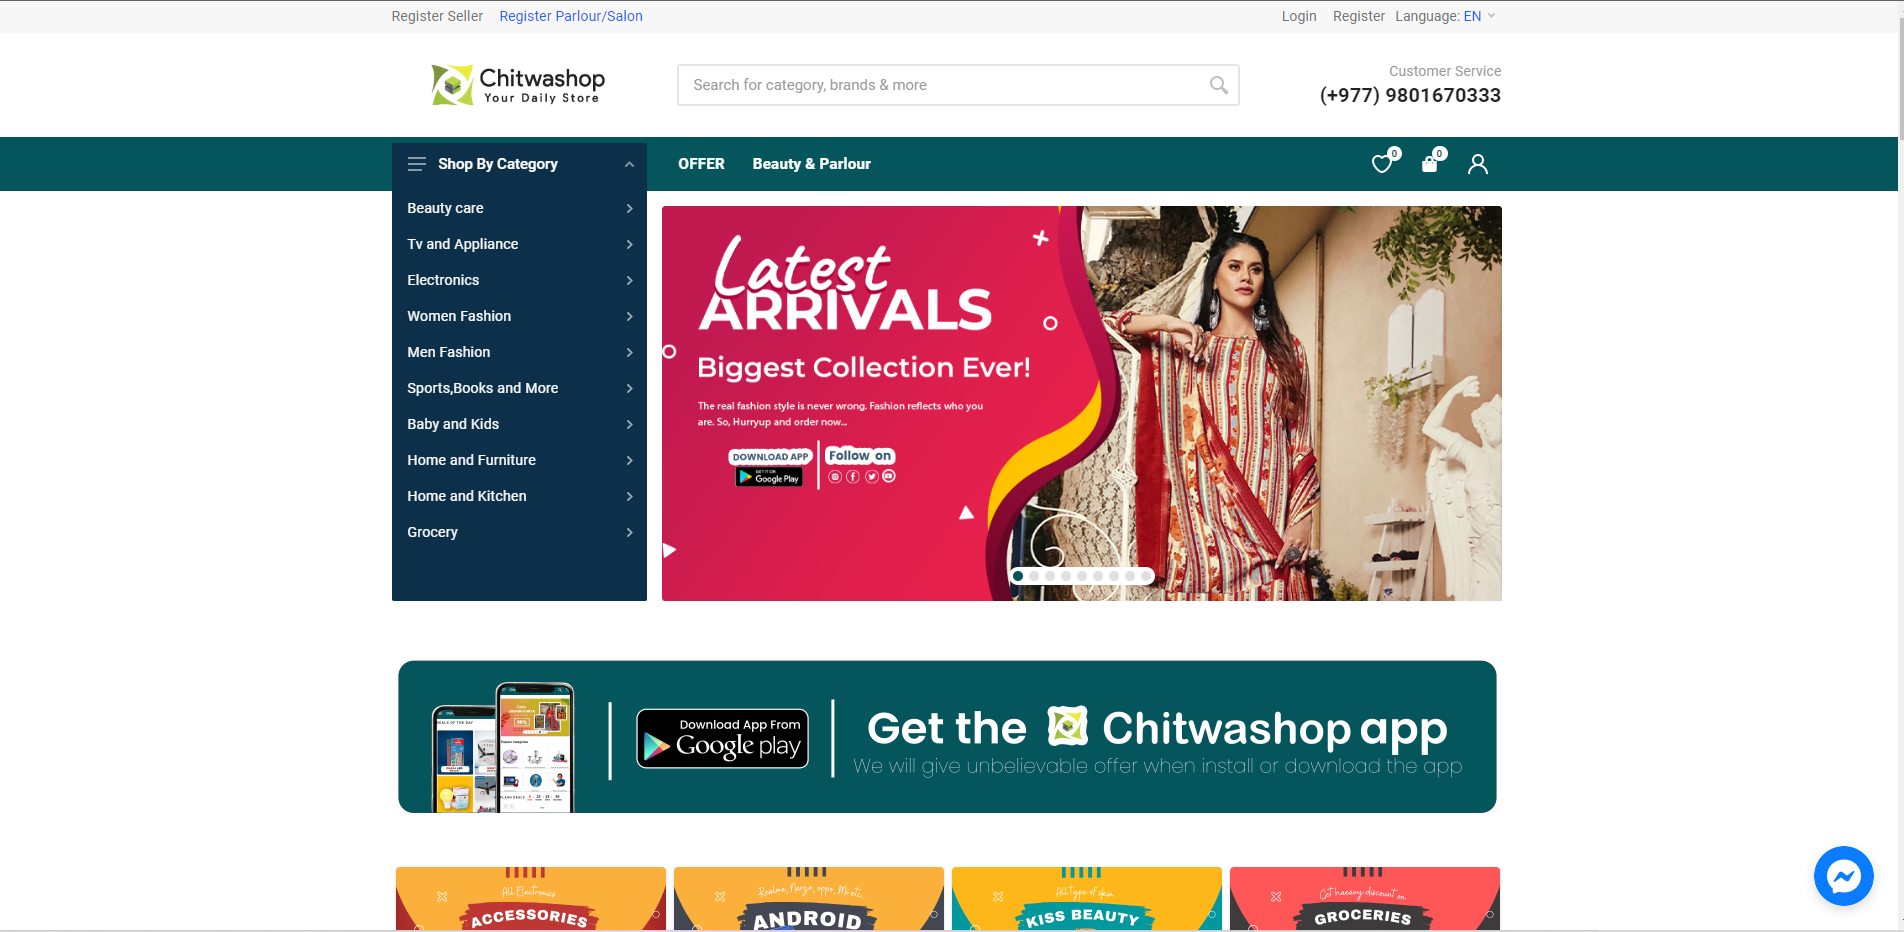 Register Seller Register Parlour/Salon
Login Register Language: EN
Chitwashop
Your Daily Store
Search for category, brands & more
Customer Service
(+977) 9801670333
Shop By Category
OFFER Beauty & Parlour
0 0
Beauty care
Tv and Appliance
Electronics
Women Fashion
Men Fashion
Sports,Books and More
Baby and Kids
Home and Furniture
Home and Kitchen
Grocery
Latest
ARRIVALS
Biggest Collection Ever!
The real fashion style is never wrong. Fashion reflects who you
are. So, Hurryup and order now...
DOWNLOAD APP
GET IT ON
Google Play
Follow on
DEALS OF THE DAY
Download App From
Google play
Get the Chitwashop app
We will give unbelievable offer when install or download the app
All Electronics
ACCESSORIES
Realme, Narzo, oppo, Mi etc.
ANDROID
All type of skin
KISS BEAUTY
Get heavy discount on
GROCERIES